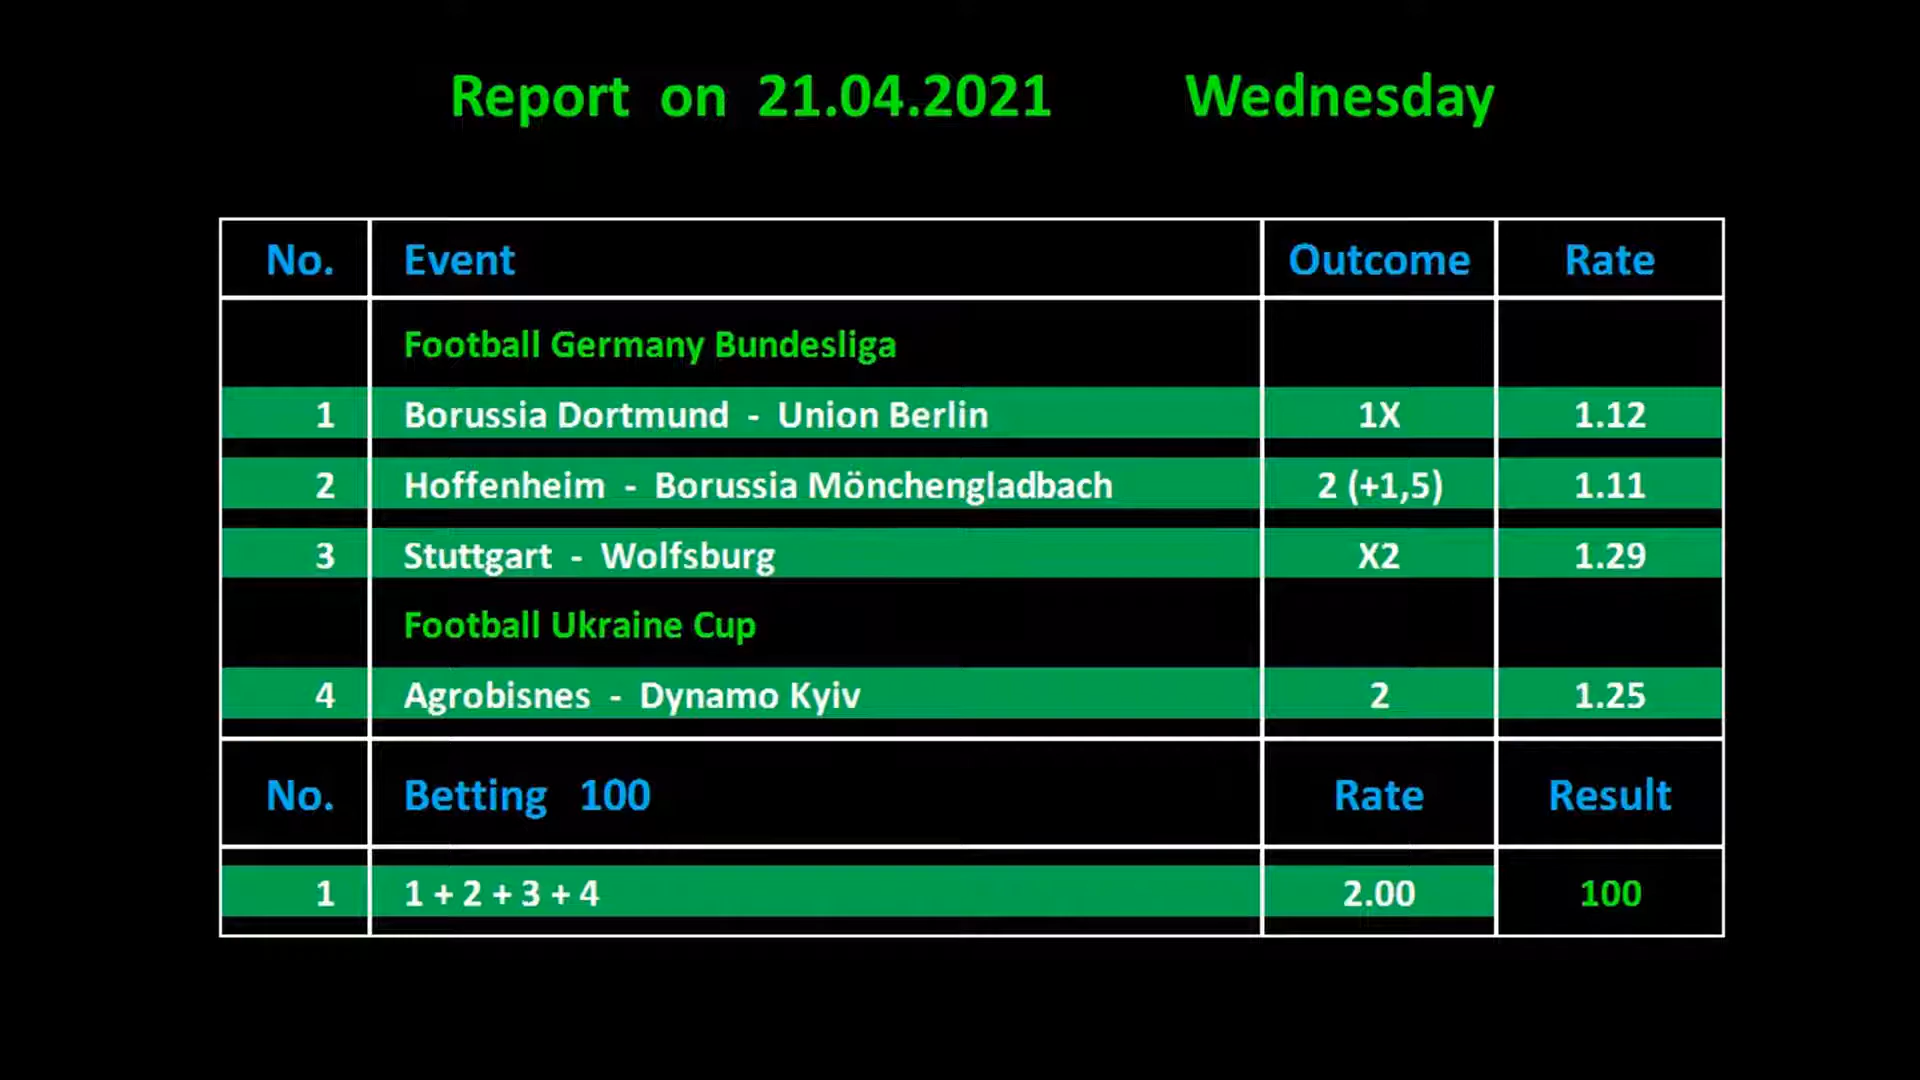 Report on 21.04.2021 Wednesday
No. Event Outcome Rate
Football Germany Bundesliga
1 Borussia Dortmund - Union Berlin 1X 1.12
2 Hoffenheim - Borussia Mönchengladbach 2 (+1,5) 1.11
3 Stuttgart - Wolfsburg X2 1.29
Football Ukraine Cup
4 Agrobisnes - Dynamo Kyiv 2 1.25
No. Betting 100 Rate Result
1 1 + 2 + 3 + 4 2.00 100